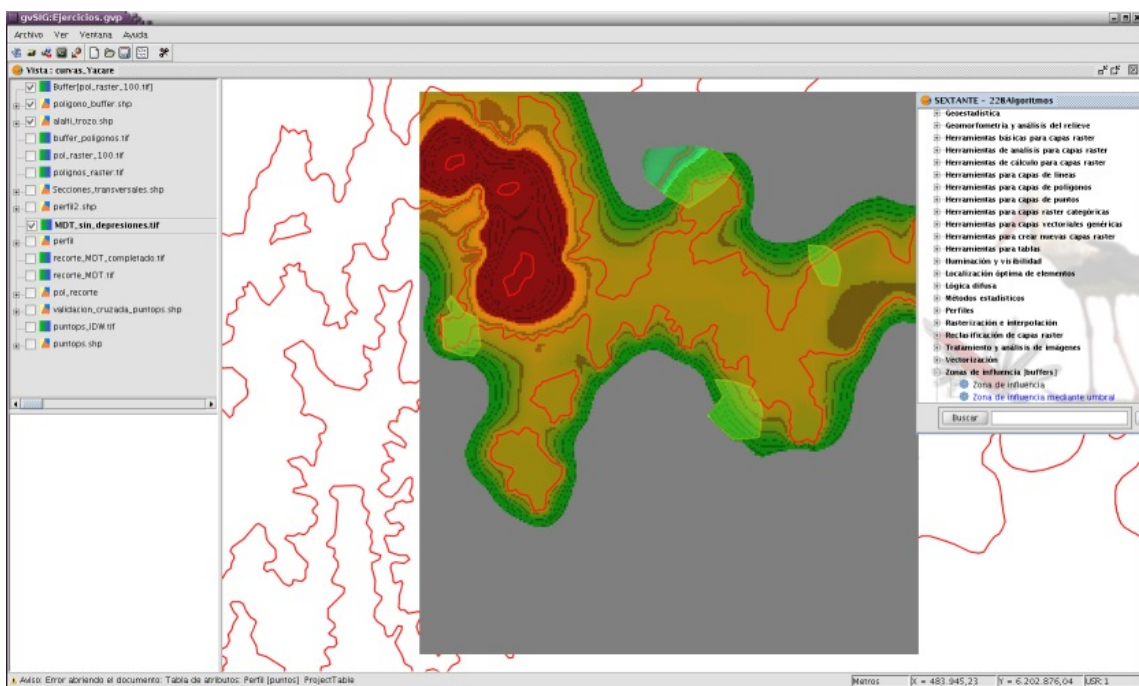 gvSIG:Ejercicios.gvp
Archivo Ver Ventana Ayuda
Vista : curvas_Yacare
Buffer[pol_raster_100.tif]
poligono_buffer.shp
alalti_trozo.shp
buffer_poligonos.tif
pol_raster_100.tif
polignos_raster.tif
Secciones_transversales.shp
perfil2.shp
MDT_sin_depresiones.tif
perfil
recorte_MDT_completado.tif
recorte_MDT.tif
pol_recorte
validacion_cruzada_puntops.shp
puntops_IDW.tif
puntops.shp
SEXTANTE - 228Algoritmos
Geoestadística
Geomorfometría y análisis del relieve
Herramientas básicas para capas raster
Herramientas de analisis para capas raster
Herramientas de cálculo para capas raster
Herramientas para capas de líneas
Herramientas para capas de polígonos
Herramientas para capas de puntos
Herramientas para capas raster categóricas
Herramientas para capas vectoriales genéricas
Herramientas para crear nuevas capas raster
Herramientas para tablas
Iluminación y visibilidad
Localización óptima de elementos
Lógica difusa
Métodos estadísticos
Perfiles
Rasterización e interpolación
Reclasificación de capas raster
Tratamiento y análisis de imágenes
Vectorización
Zonas de influencia [buffers]
Zona de influencia
Zona de influencia mediante umbral
Buscar
Aviso: Error abriendo el documento: Tabla de atributos: Perfil [puntos] ProjectTable
Metros X = 483.945,23 Y = 6.202.876,04 USR:1